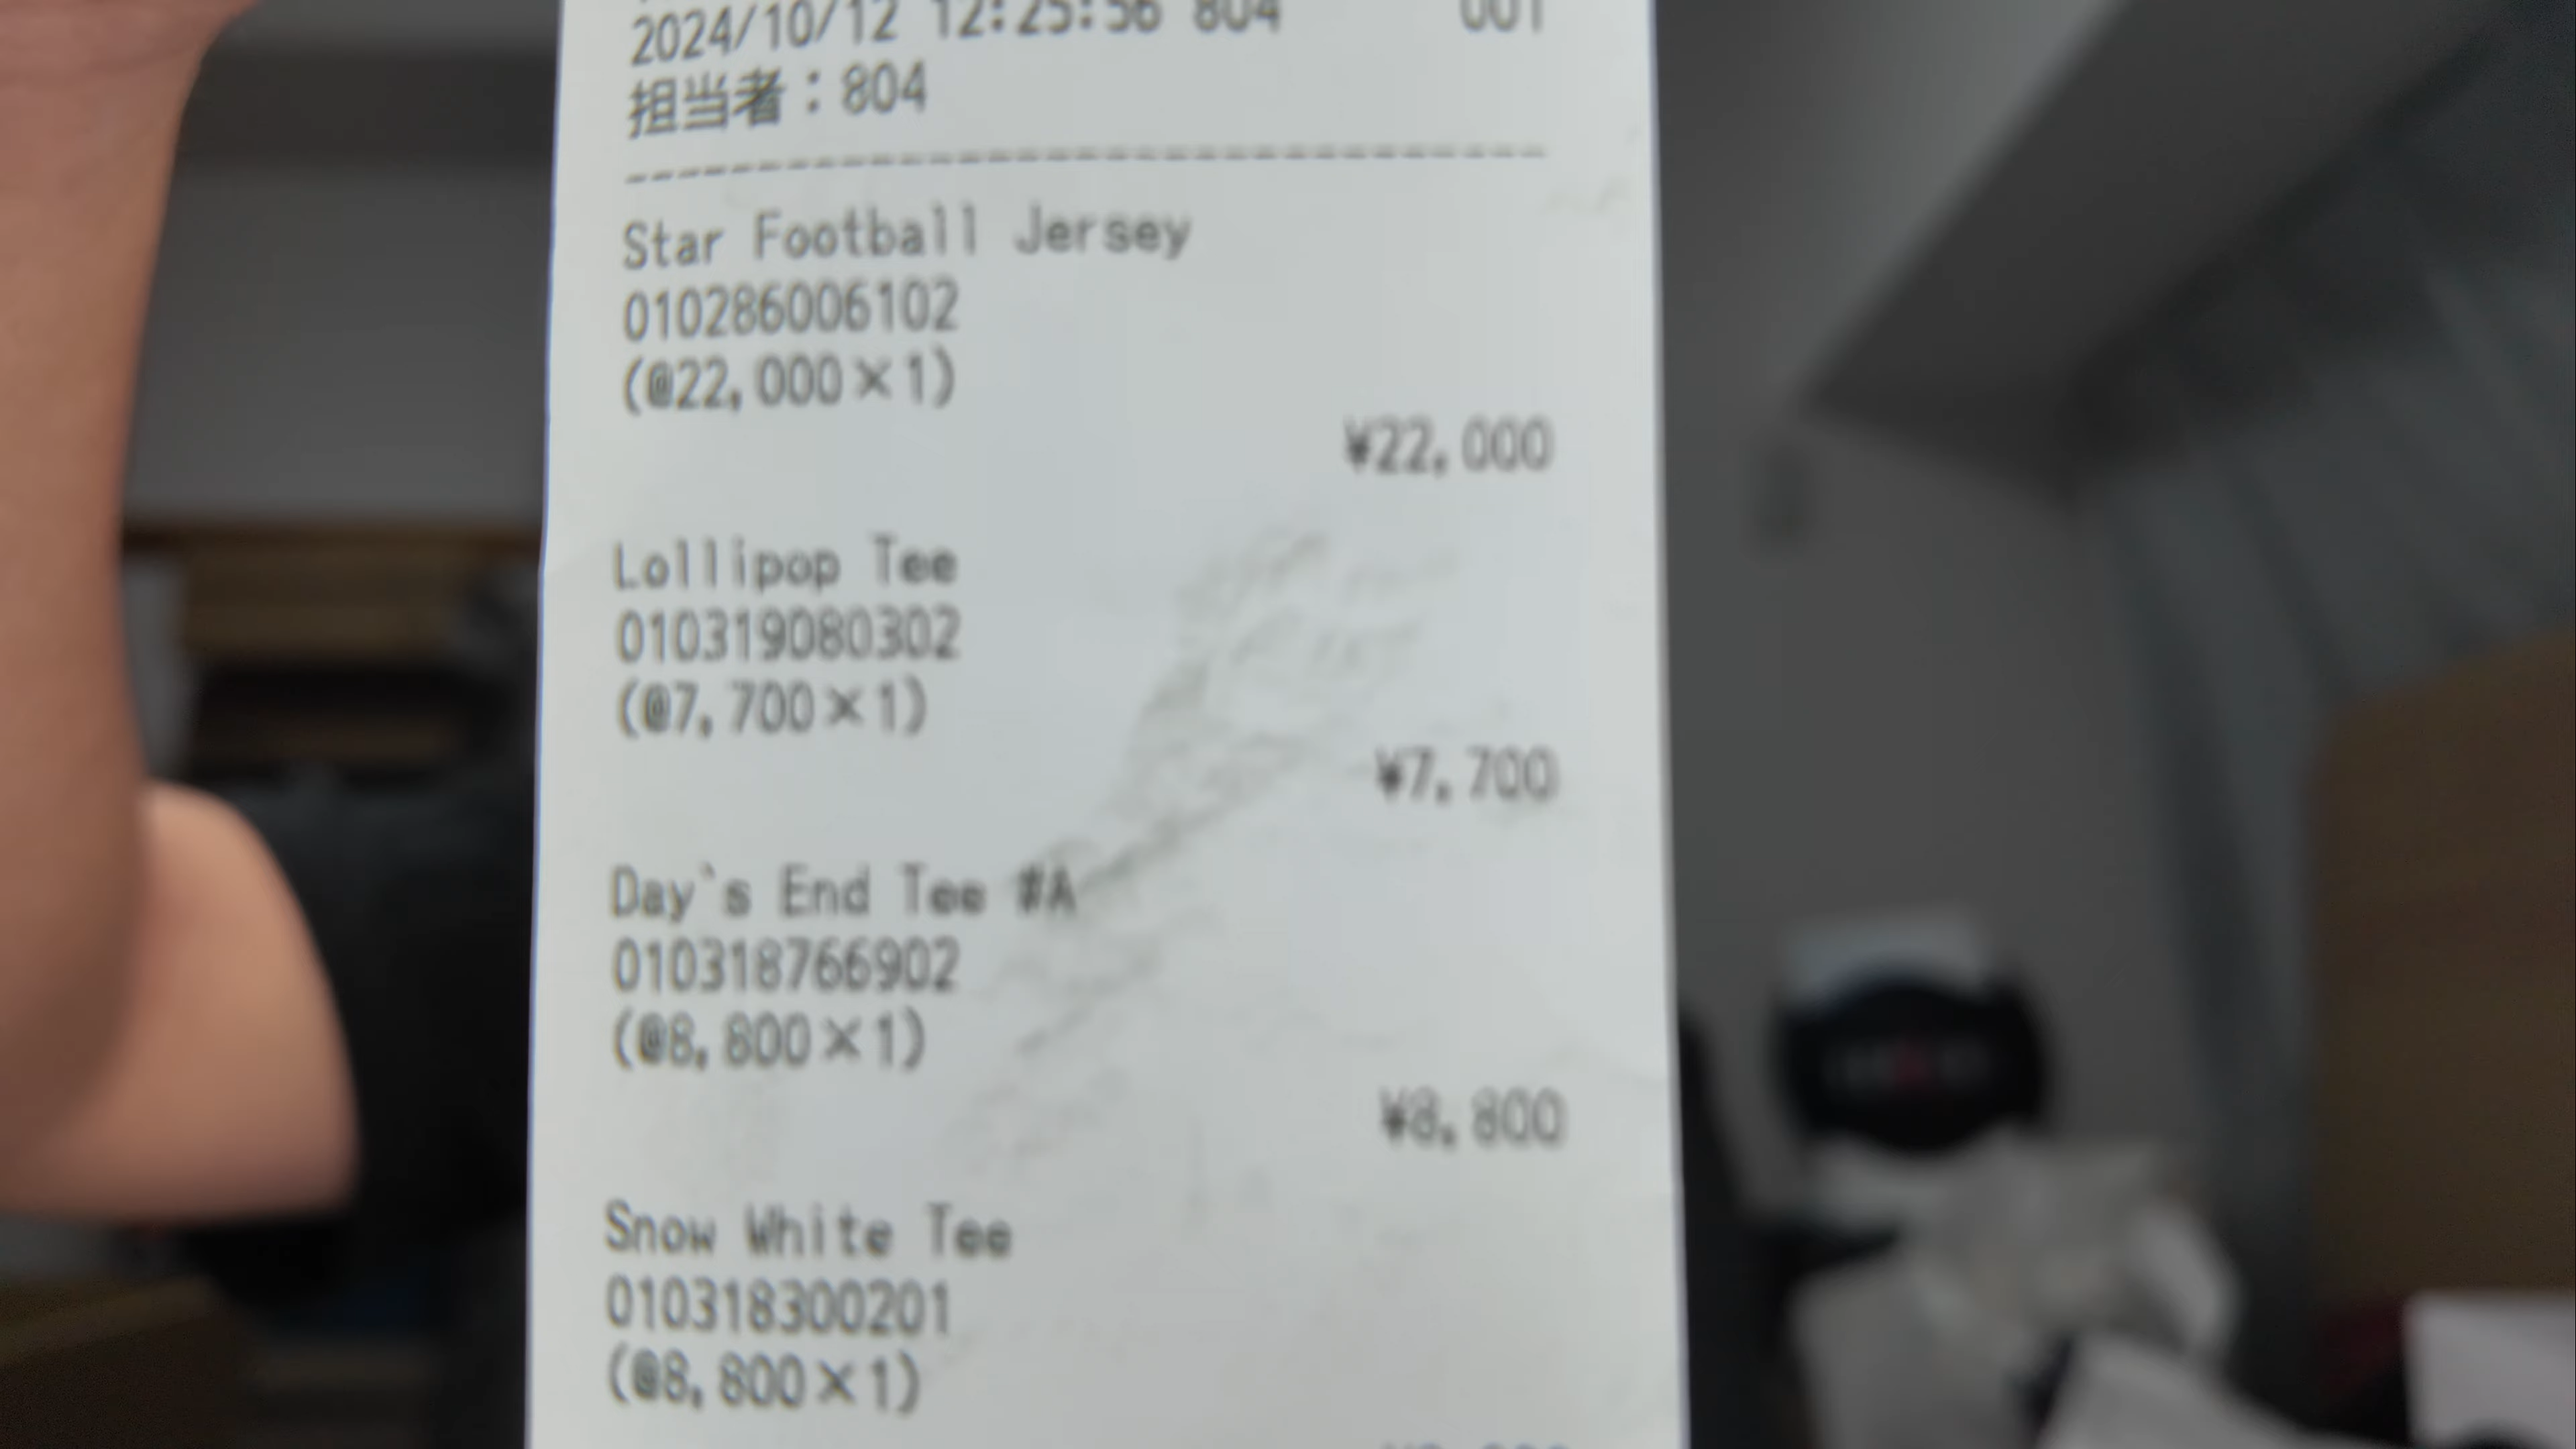 2024/10/12 12:25:56 804 001
担当者：804
--------------------------------
Star Football Jersey
010286006102
(@22,000×1)
¥22,000
Lollipop Tee
010319080302
(@7,700×1)
¥7,700
Day`s End Tee #A
010318766902
(@8,800×1)
¥8,800
Snow White Tee
010318300201
(@8,800×1)